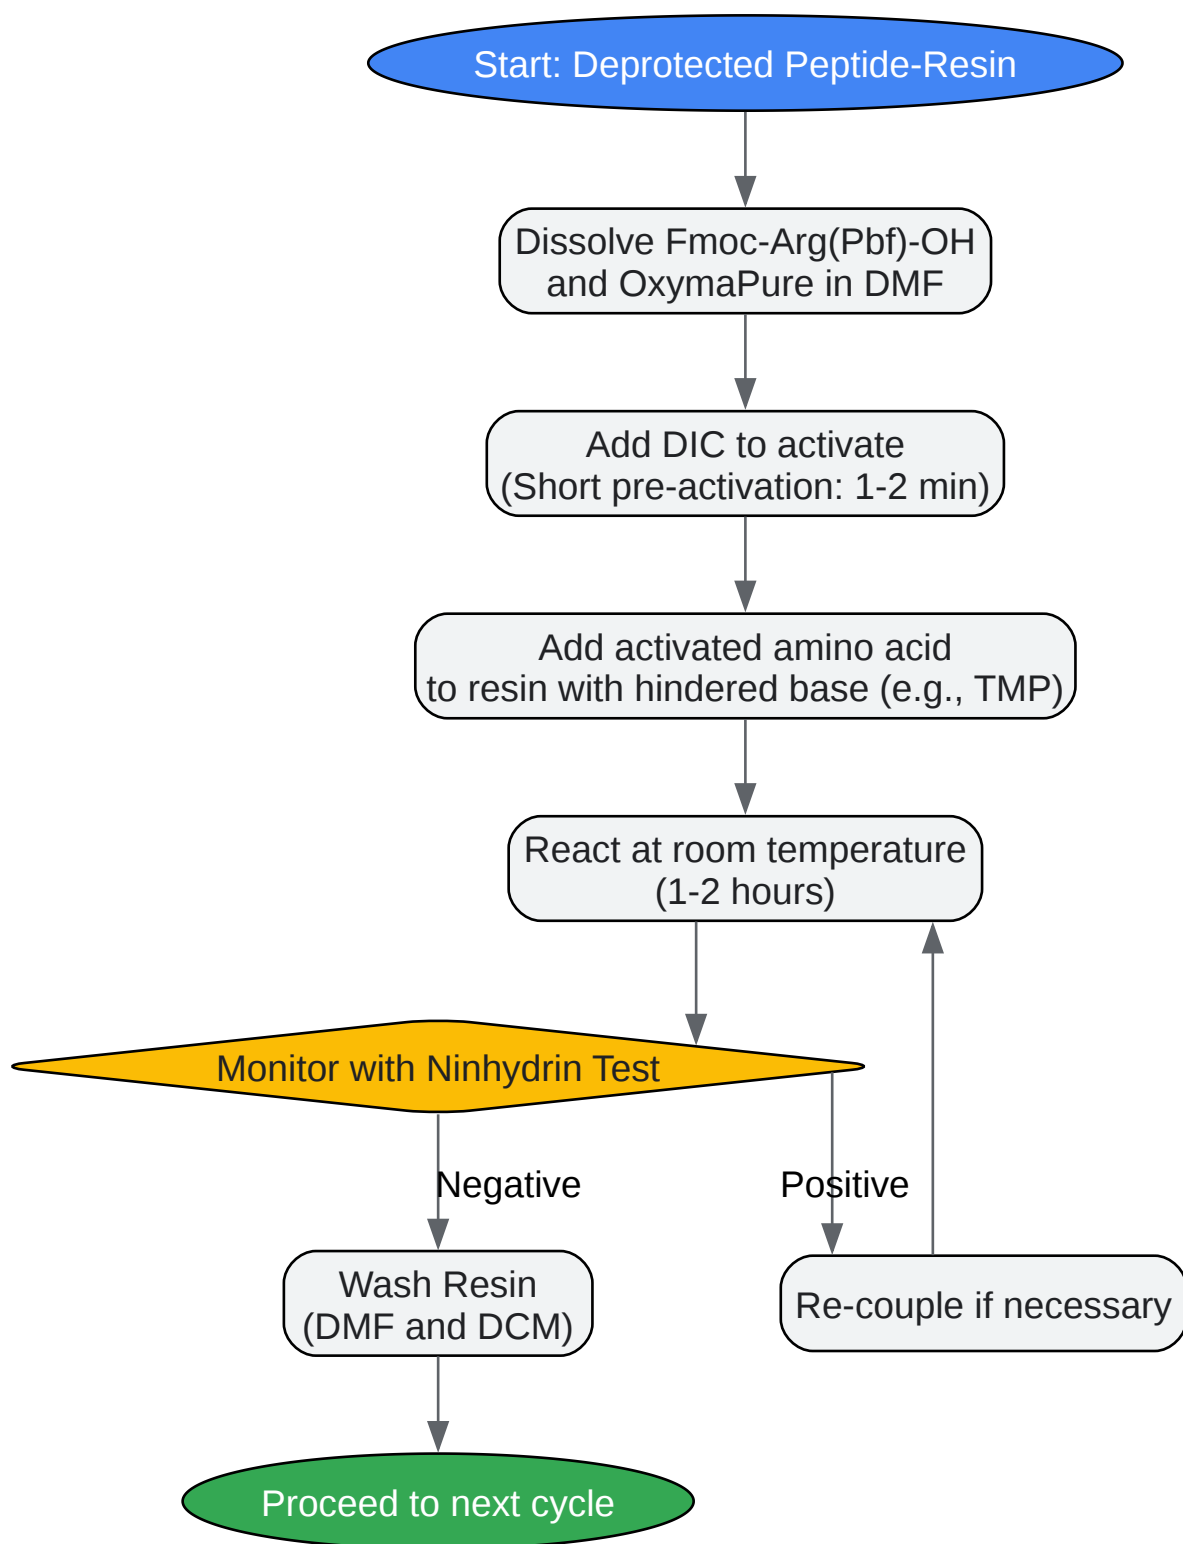 Start: Deprotected Peptide-Resin
Dissolve Fmoc-Arg(Pbf)-OH
and OxymaPure in DMF
Add DIC to activate
(Short pre-activation: 1-2 min)
Add activated amino acid
to resin with hindered base (e.g., TMP)
React at room temperature
(1-2 hours)
Monitor with Ninhydrin Test
Negative
Positive
Wash Resin
(DMF and DCM)
Re-couple if necessary
Proceed to next cycle